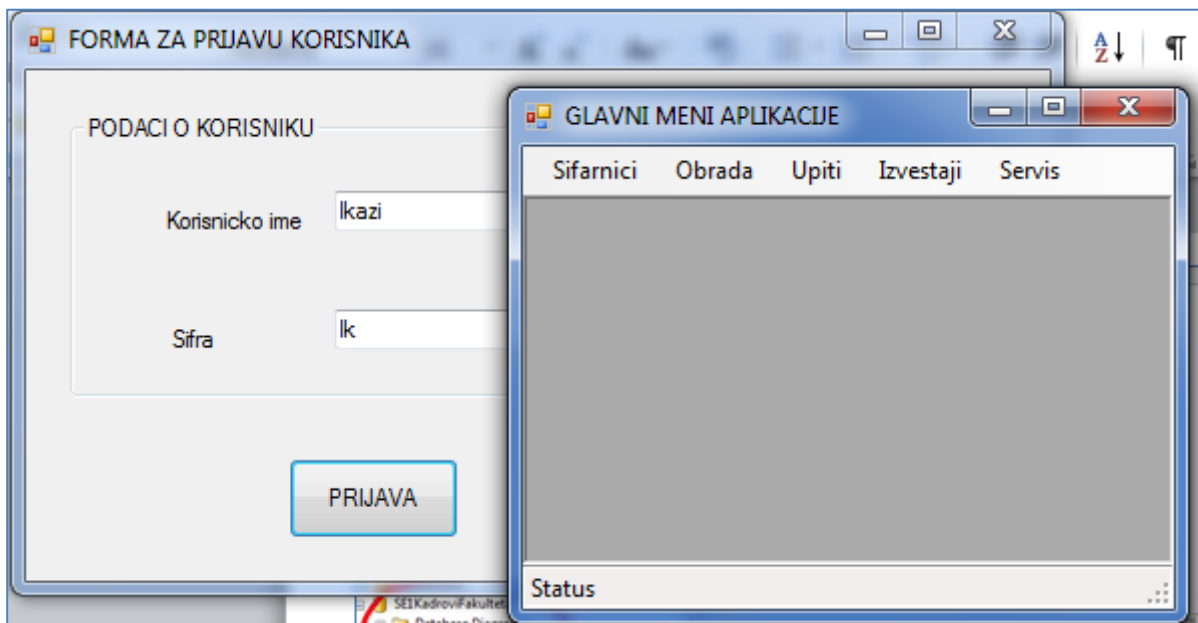 FORMA ZA PRIJAVU KORISNIKA
PODACI O KORISNIKU
Korisnicko ime
lkazi
Sifra
lk
PRIJAVA
GLAVNI MENI APLIKACIJE
Sifarnici Obrada Upiti Izvestaji Servis
Status
A
Z
¶
SE1KadroviFakultet